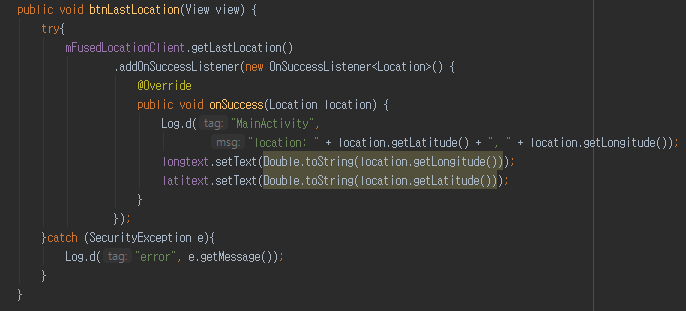 public void btnLastLocation(View view) {
try{
mFusedLocationClient.getLastLocation()
.addOnSuccessListener(new OnSuccessListener<Location>() {
@Override
public void onSuccess(Location location) {
Log.d( tag: "MainActivity",
msg: "location: " + location.getLatitude() + ", " + location.getLongitude());
longtext.setText(Double.toString(location.getLongitude()));
latitext.setText(Double.toString(location.getLatitude()));
}
});
}catch (SecurityException e){
Log.d( tag: "error", e.getMessage());
}
}